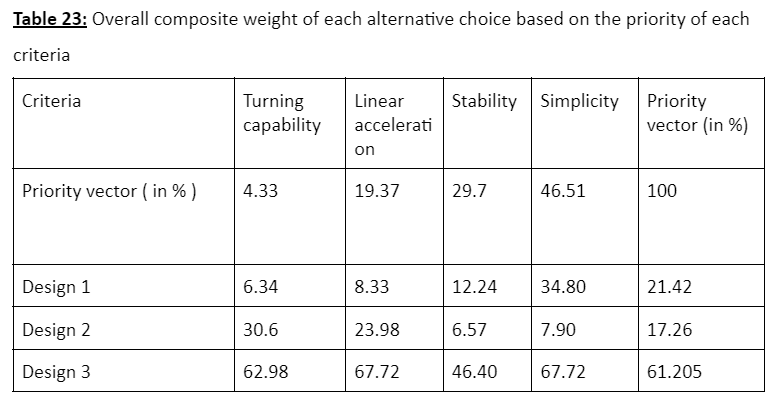 Table 23: Overall composite weight of each alternative choice based on the priority of each
criteria
Criteria Turning capability Linear accelerati on Stability Simplicity Priority vector (in %)
Priority vector ( in % ) 4.33 19.37 29.7 46.51 100
Design 1 6.34 8.33 12.24 34.80 21.42
Design 2 30.6 23.98 6.57 7.90 17.26
Design 3 62.98 67.72 46.40 67.72 61.205